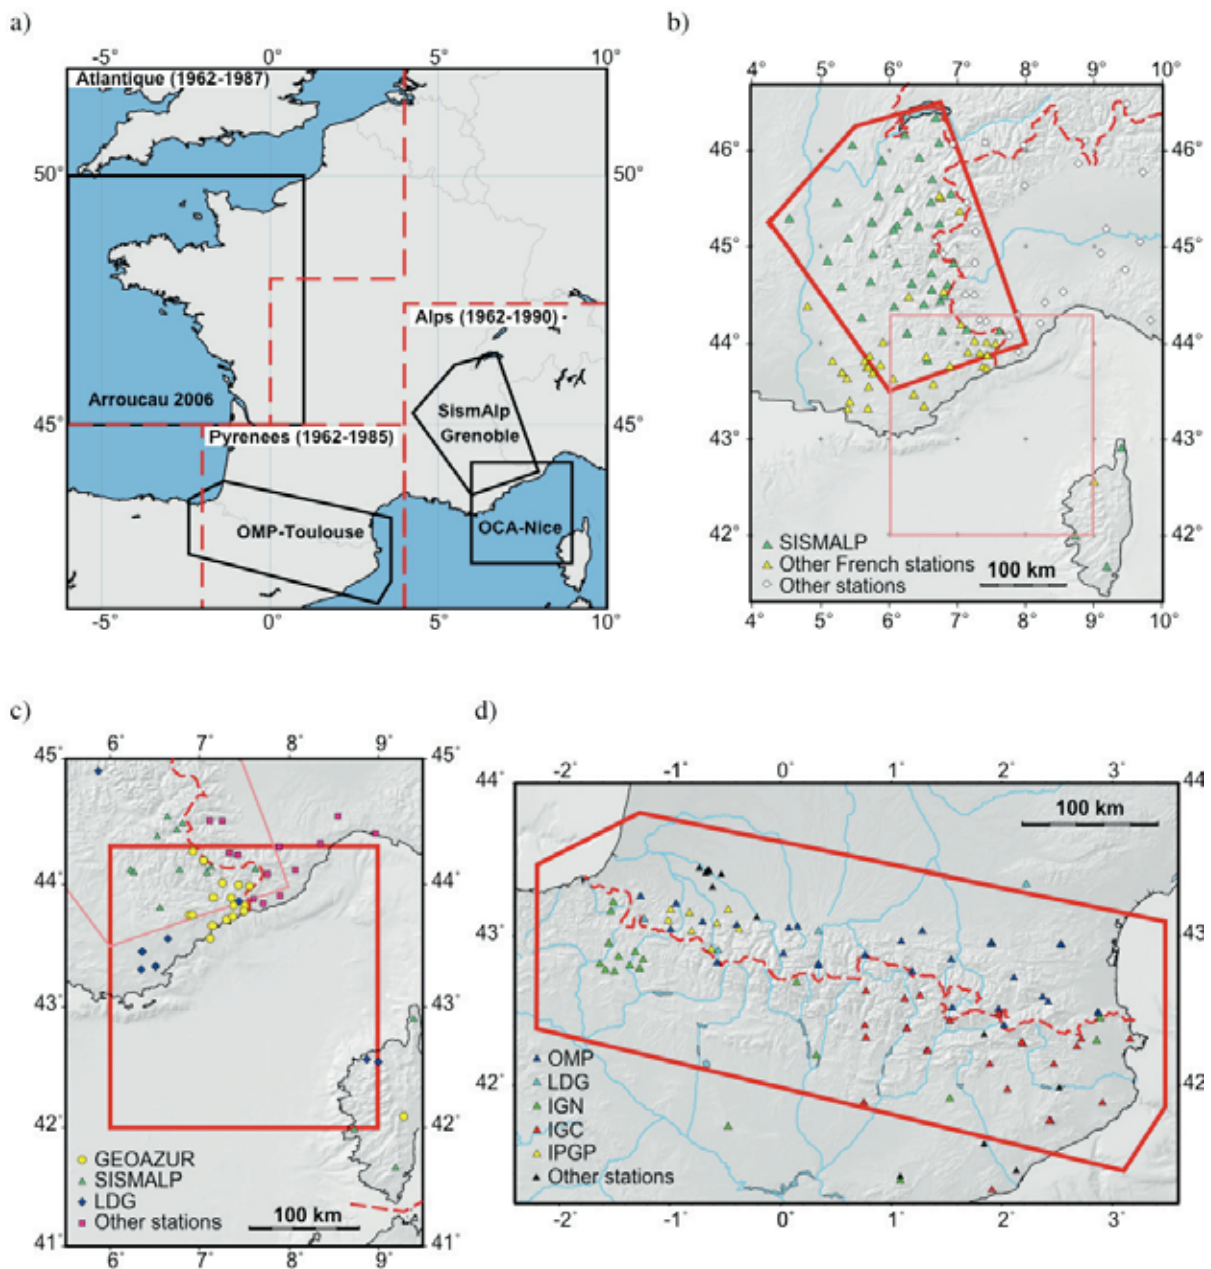 a)
-5° 0° 5° 10°
Atlantique (1962-1987)
50°
50°
Alps (1962-1990)
Arroucau 2006
SismAlp
Grenoble
45°
45°
Pyrenees (1962-1985)
OMP-Toulouse
OCA-Nice
-5° 0° 5° 10°
b)
4° 5° 6° 7° 8° 9° 10°
46° 46°
45° 45°
44° 44°
43° 43°
42° 42°
SISMALP
Other French stations
Other stations
100 km
4° 5° 6° 7° 8° 9° 10°
c)
6° 7° 8° 9°
45° 45°
44° 44°
43° 43°
42° 42°
GEOAZUR
SISMALP
LDG
Other stations
100 km
41° 41°
6° 7° 8° 9°
d)
-2° -1° 0° 1° 2° 3°
44° 44
100 km
43° 43°
42° 42°
OMP
LDG
IGN
IGC
IPGP
Other stations
-2° -1° 0° 1° 2° 3°